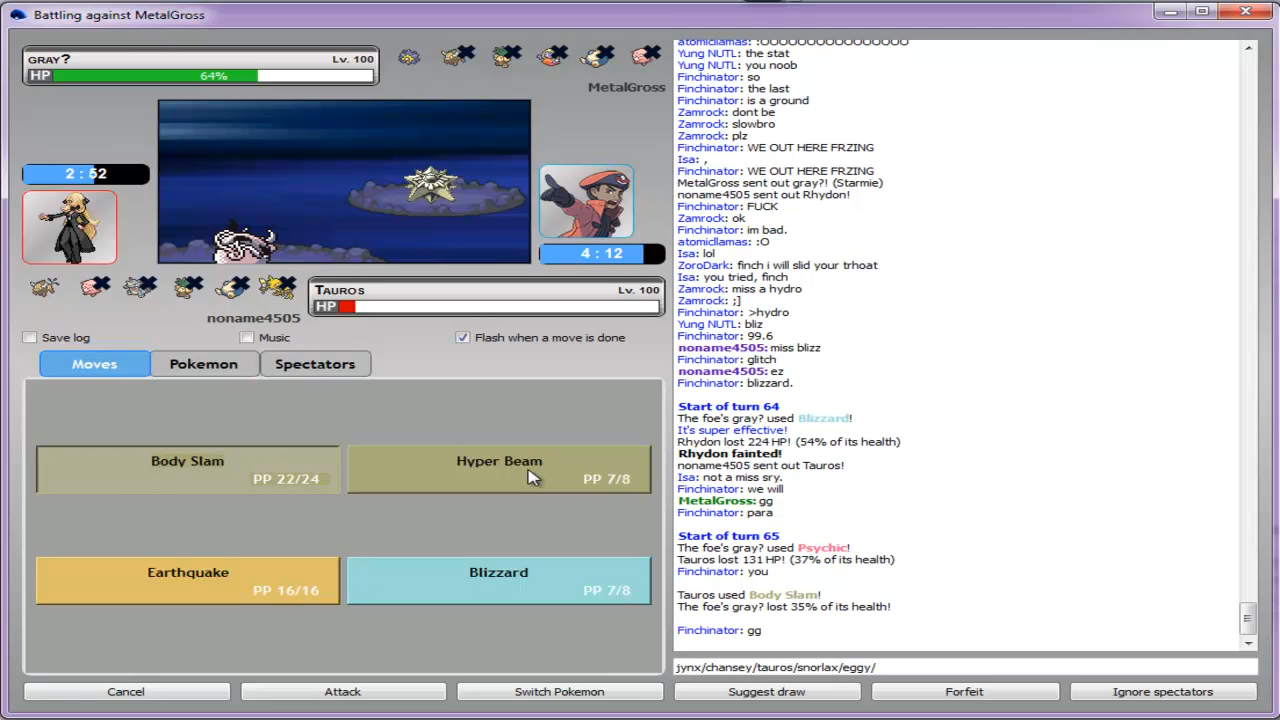 Battling against MetalGross
GRAY?
Lv. 100
HP
64%
MetalGross
2 : 52
4 : 12
TAUROS
Lv. 100
HP
noname4505
Save log
Music
Flash when a move is done
Moves
Pokemon
Spectators
Body Slam
PP 22/24
Hyper Beam
PP 7/8
Earthquake
PP 16/16
Blizzard
PP 7/8
Cancel
Attack
Switch Pokemon
Yung NUTL: the stat
Yung NUTL: you noob
Finchinator: so
Finchinator: the last
Finchinator: is a ground
Zamrock: dont be
Zamrock: slowbro
Zamrock: plz
Finchinator: WE OUT HERE FRZING
Isa: ,
Finchinator: WE OUT HERE FRZING
MetalGross sent out gray?! (Starmie)
noname4505 sent out Rhydon!
Finchinator: FUCK
Zamrock: ok
Finchinator: im bad.
atomicllamas: :O
Isa: lol
ZoroDark: finch i will slid your trhoat
Isa: you tried, finch
Zamrock: miss a hydro
Zamrock: ;]
Finchinator: >hydro
Yung NUTL: bliz
Finchinator: 99.6
noname4505: miss blizz
Finchinator: glitch
noname4505: ez
Finchinator: blizzard.
Start of turn 64
The foe's gray? used Blizzard!
It's super effective!
Rhydon lost 224 HP! (54% of its health)
Rhydon fainted!
noname4505 sent out Tauros!
Isa: not a miss sry.
Finchinator: we will
MetalGross: gg
Finchinator: para
Start of turn 65
The foe's gray? used Psychic!
Tauros lost 131 HP! (37% of its health)
Finchinator: you
Tauros used Body Slam!
The foe's gray? lost 35% of its health!
Finchinator: gg
jynx/chansey/tauros/snorlax/eggy/
Suggest draw
Forfeit
Ignore spectators